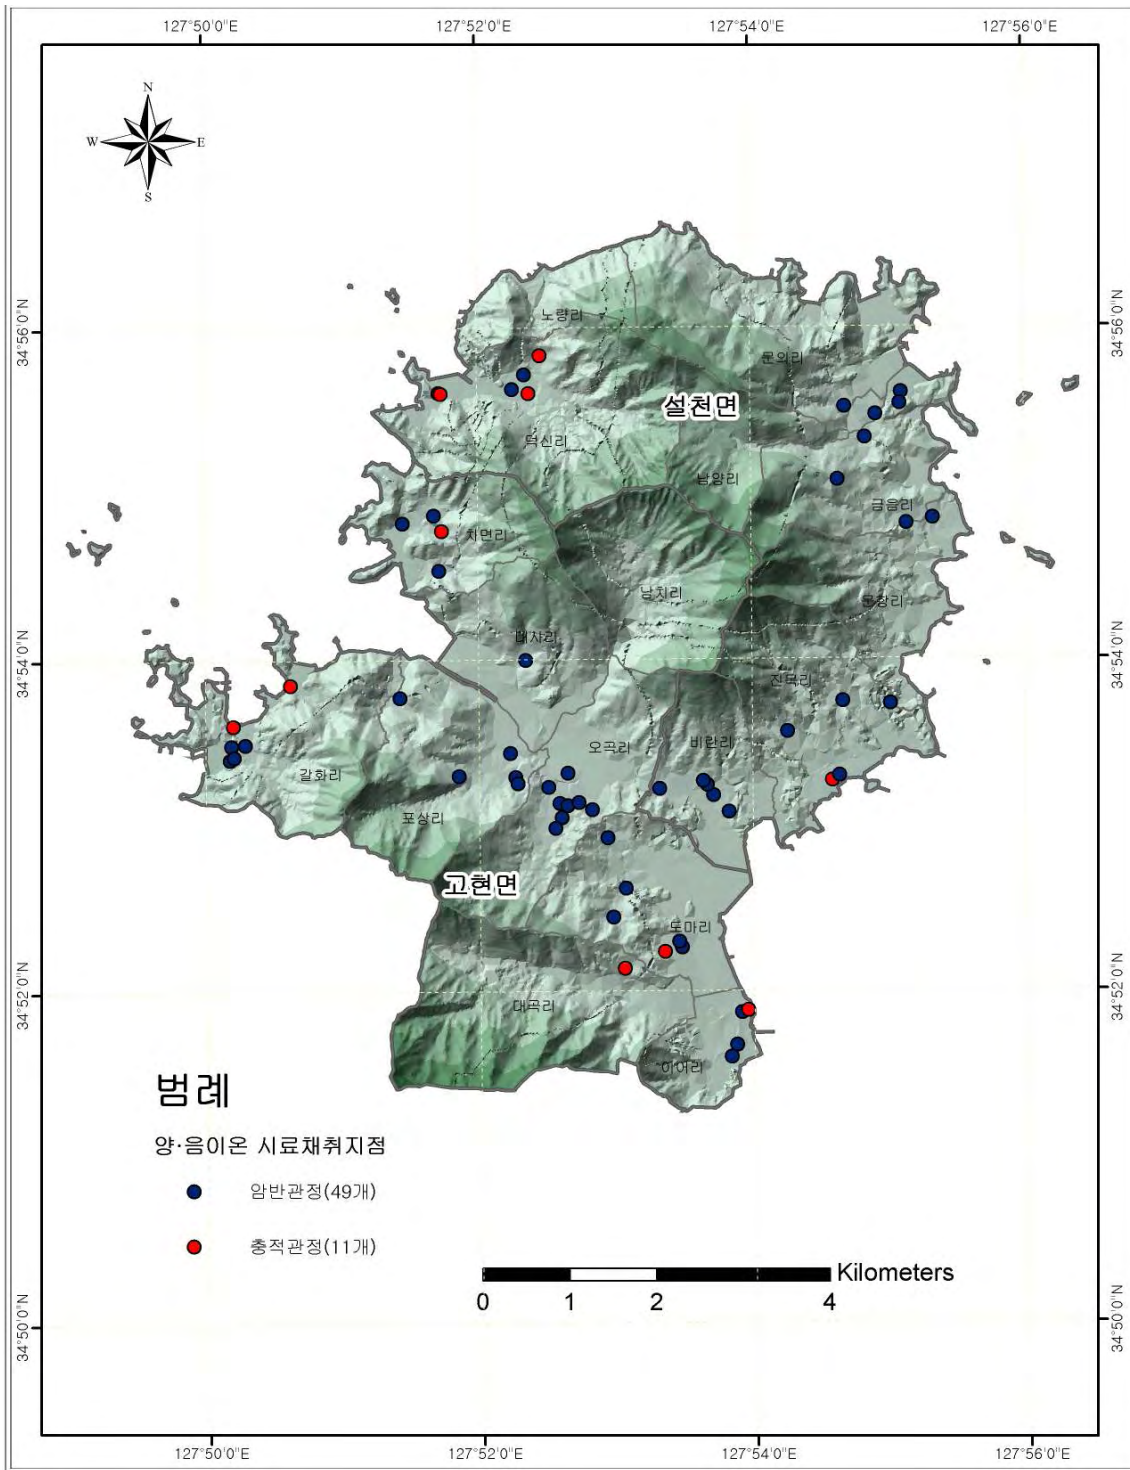 127°50'0"E
127°52'0"E
127°54'0"E
127°56'0"E
N
W
E
S
34°56'0"N
34°56'0"N
노량리
문의리
설천면
덕신리
남양리
금음리
차면리
남치리
문항리
대사리
34°54'0"N
34°54'0"N
진목리
비란리
오곡리
갈화리
포상리
고현면
도마리
34°52'0"N
34°52'0"N
대곡리
이어리
범례
양·음이온 시료채취지점
암반관정(49개)
충적관정(11개)
Kilometers
0
1
2
4
34°50'0"N
34°50'0"N
127°50'0"E
127°52'0"E
127°54'0"E
127°56'0"E